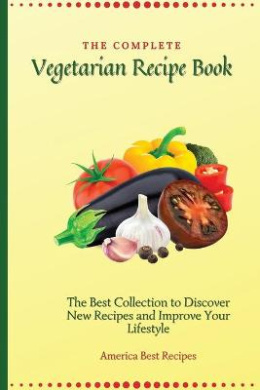 THE COMPLETE
Vegetarian Recipe Book
The Best Collection to Discover
New Recipes and Improve Your
Lifestyle
America Best Recipes